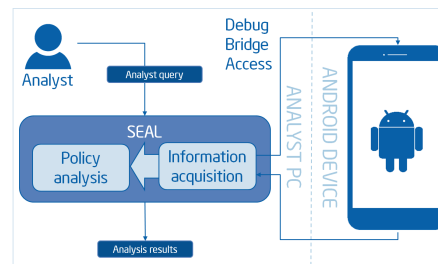 Debug
Bridge
Access
Analyst
Analyst query
SEAL
Policy
analysis
Information
acquisition
ANALYST PC
ANDROID DEVICE
Analysis results